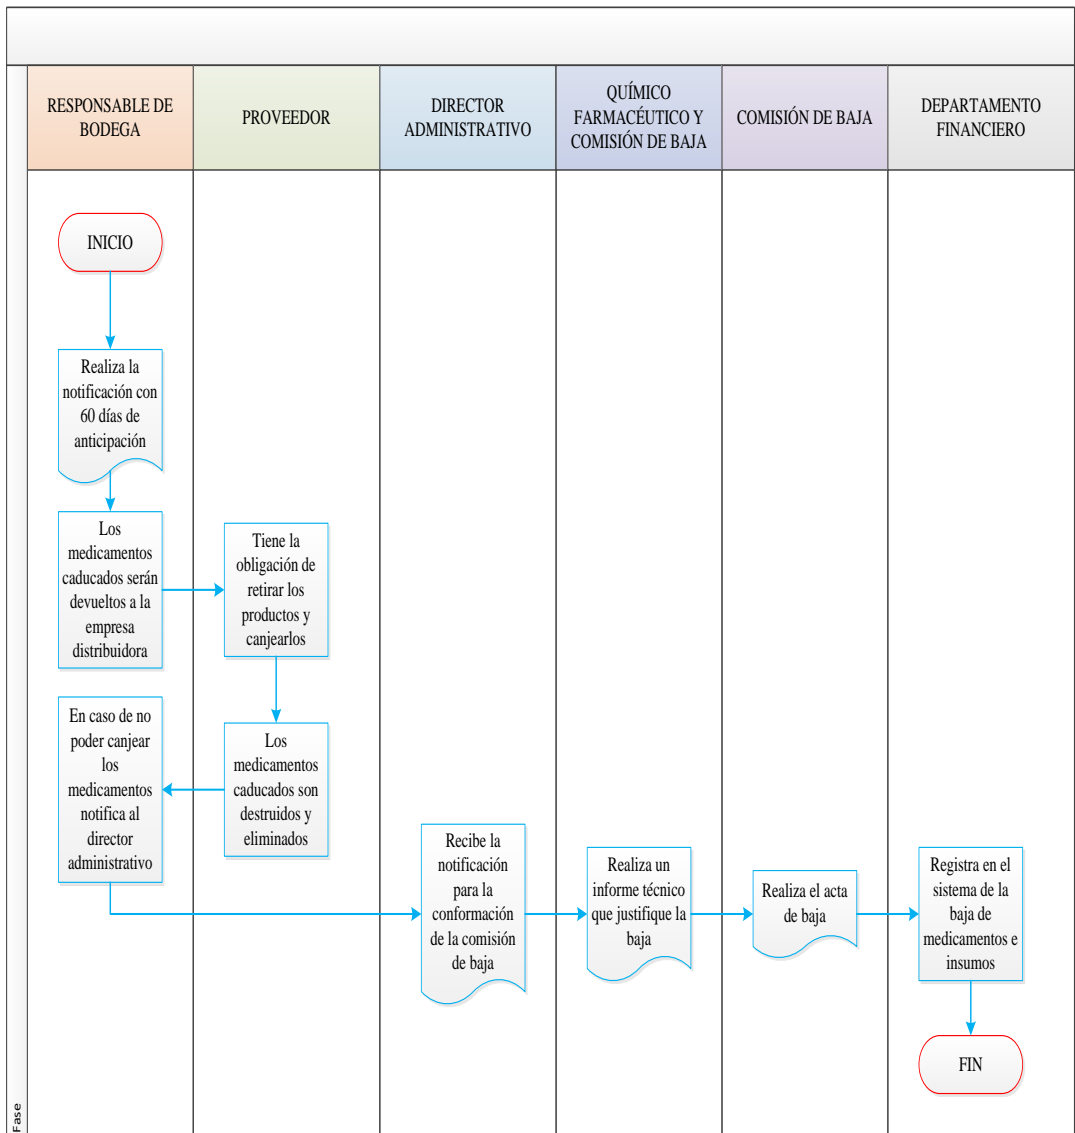 RESPONSABLE DE
BODEGA
PROVEEDOR
DIRECTOR
ADMINISTRATIVO
QUÍMICO
FARMACÉUTICO Y
COMISIÓN DE BAJA
COMISIÓN DE BAJA
DEPARTAMENTO
FINANCIERO
INICIO
Realiza la
notificación con
60 días de
anticipación
Los
medicamentos
caducados serán
devueltos a la
empresa
distribuidora
Tiene la
obligación de
retirar los
productos y
canjearlos
Los
medicamentos
caducados son
destruidos y
eliminados
En caso de no
poder canjear
los
medicamentos
notifica al
director
administrativo
Recibe la
notificación
para la
conformación
de la comisión
de baja
Realiza un
informe técnico
que justifique la
baja
Realiza el acta
de baja
Registra en el
sistema de la
baja de
medicamentos e
insumos
FIN
Fase